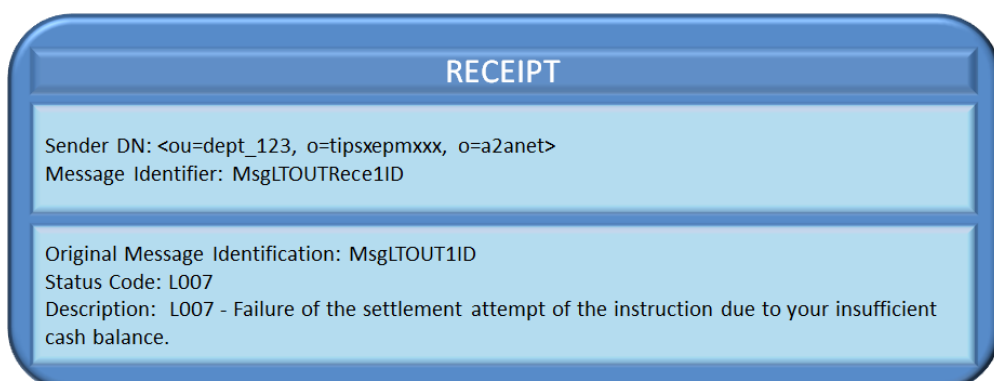 RECEIPT
Sender DN: <ou=dept_123, o=tipsxepmxxx, o=a2anet>
Message Identifier: MsgLTOUTRece1ID
Original Message Identification: MsgLTOUT1ID
Status Code: L007
Description:  L007 - Failure of the settlement attempt of the instruction due to your insufficient
cash balance.